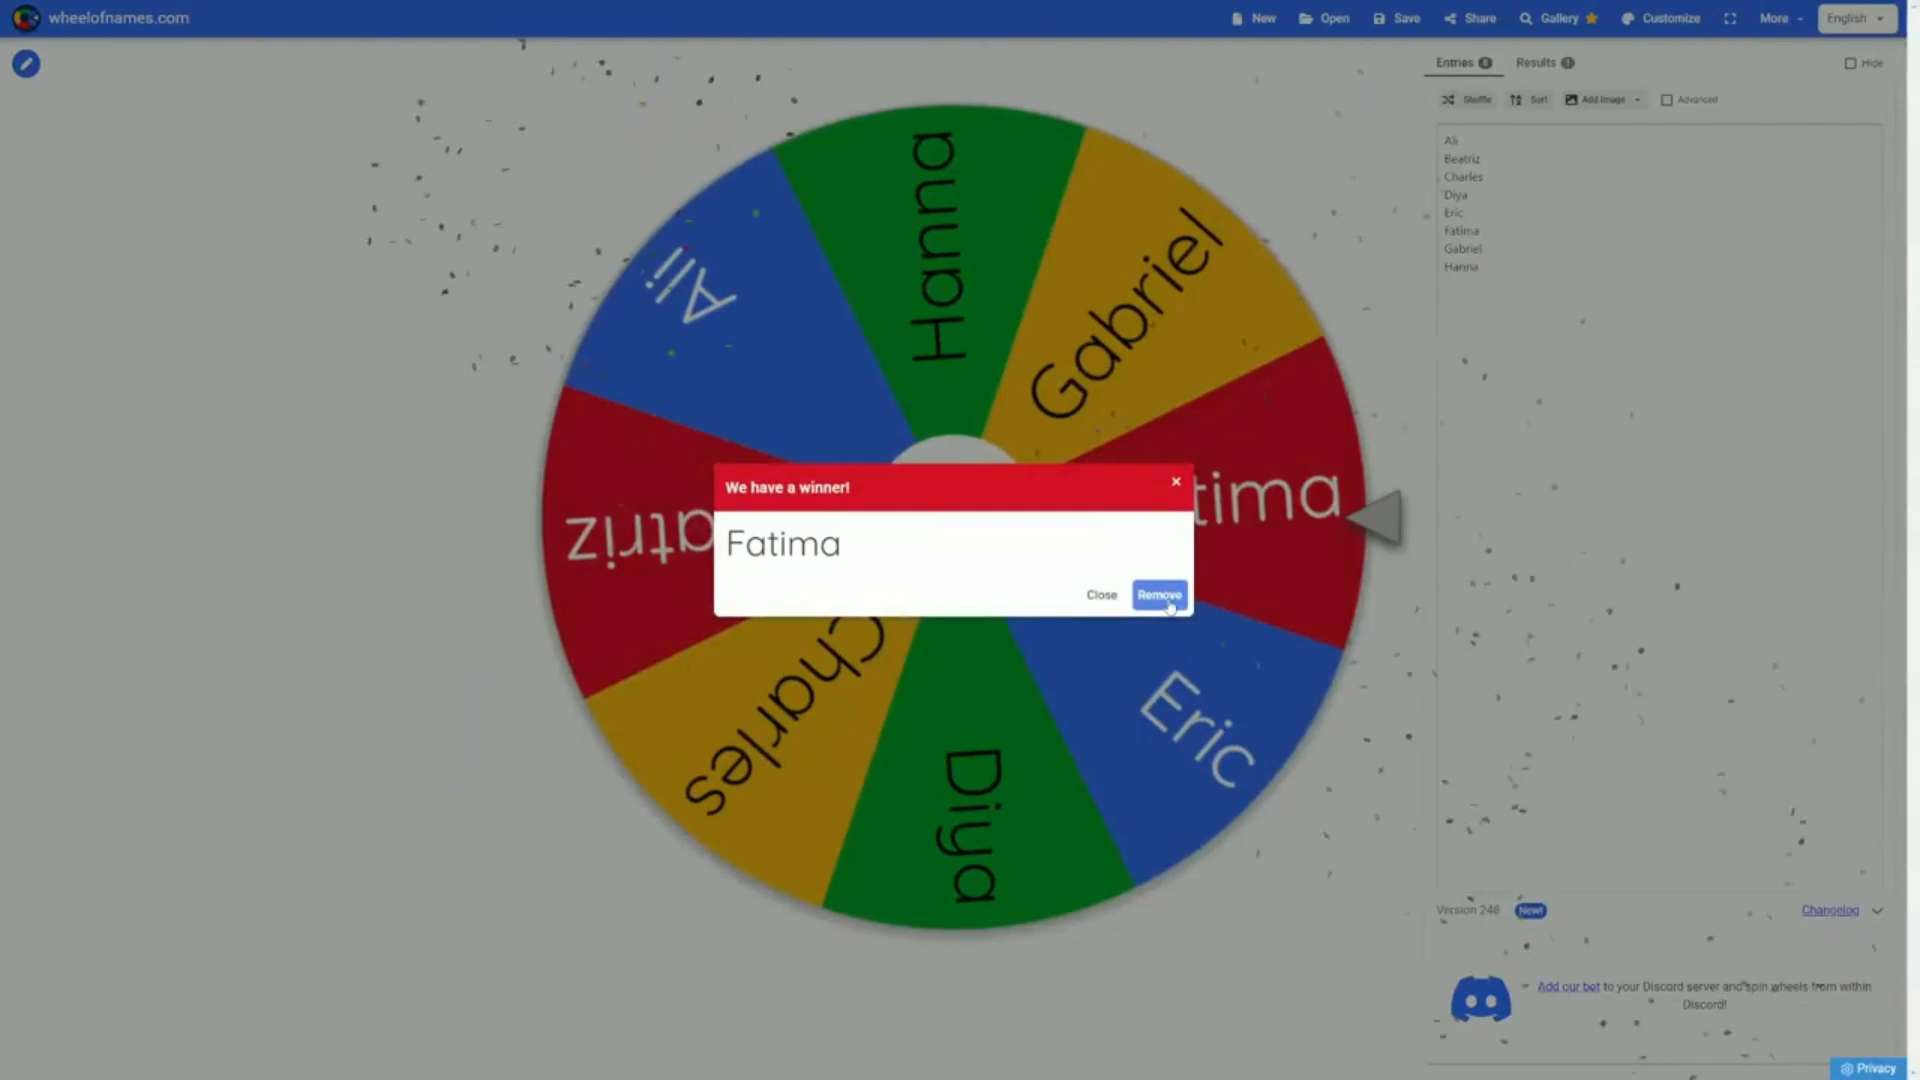 wheelofnames.com
New Open Save Share Gallery Customize More English
Entries 8 Results 1 Hide
Shuffle Sort Add Image Advanced
Ali
Beatriz
Charles
Diya
Eric
Fatima
Gabriel
Hanna
Hanna
Gabriel
Ali
tima
atriz
Charles
Diya
Eric
We have a winner!
Fatima
Close Remove
Version 248 New! Changelog
Add our bot to your Discord server and spin wheels from within
Discord!
Privacy